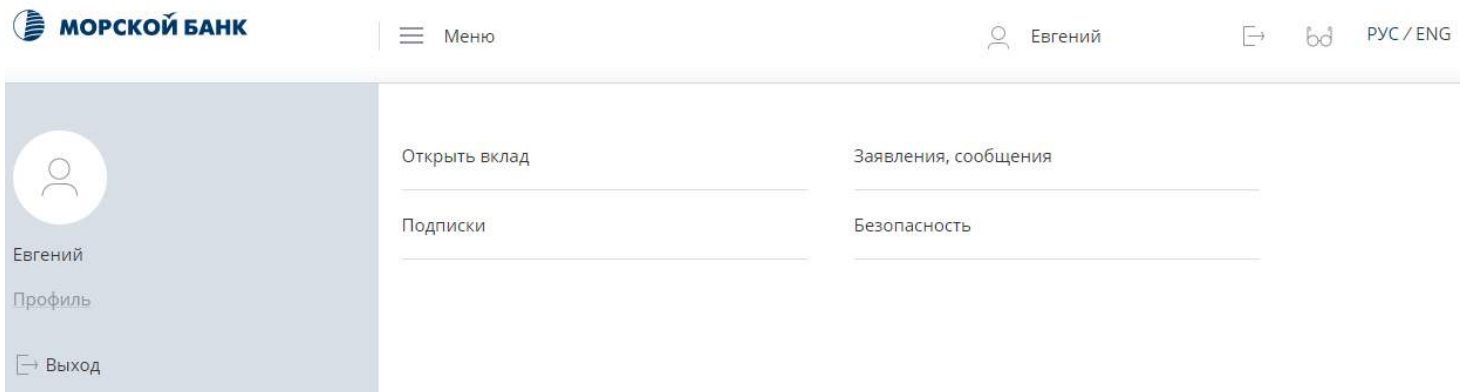 МОРСКОЙ БАНК
Меню
Евгений
РУС / ENG
Открыть вклад
Заявления, сообщения
Подписки
Безопасность
Евгений
Профиль
Выход